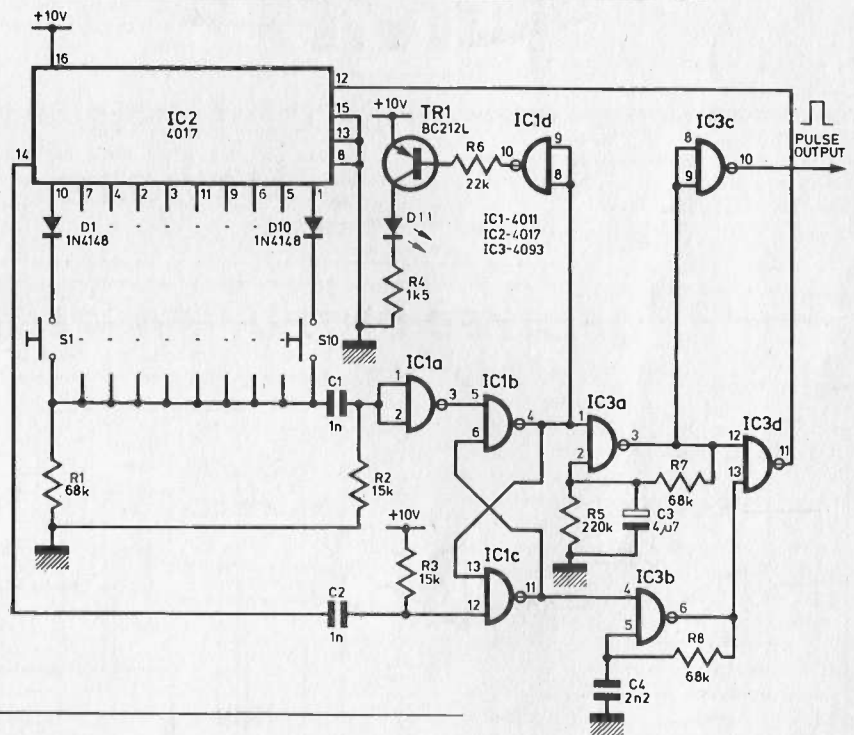 +10v
16
IC2
4017
12
15
13
8
14
10 7 4 2 3 11 9 6 5 1
D1
1N4148
D10
1N4148
+10v
TR1
BC212L
R6
22k
IC1d
10
9
8
IC3c
8
9
10
PULSE
OUTPUT
D11
IC1-4011
IC2-4017
IC3-4093
R4
1k5
S1
S10
C1
1n
IC1a
1
2
3
IC1b
5
6
4
IC3a
1
2
3
IC3d
12
13
11
R1
68k
R2
15k
+10v
R3
15k
R5
220k
C3
4µ7
R7
68k
C2
1n
IC1c
13
12
11
IC3b
4
5
6
R8
68k
C4
2n2